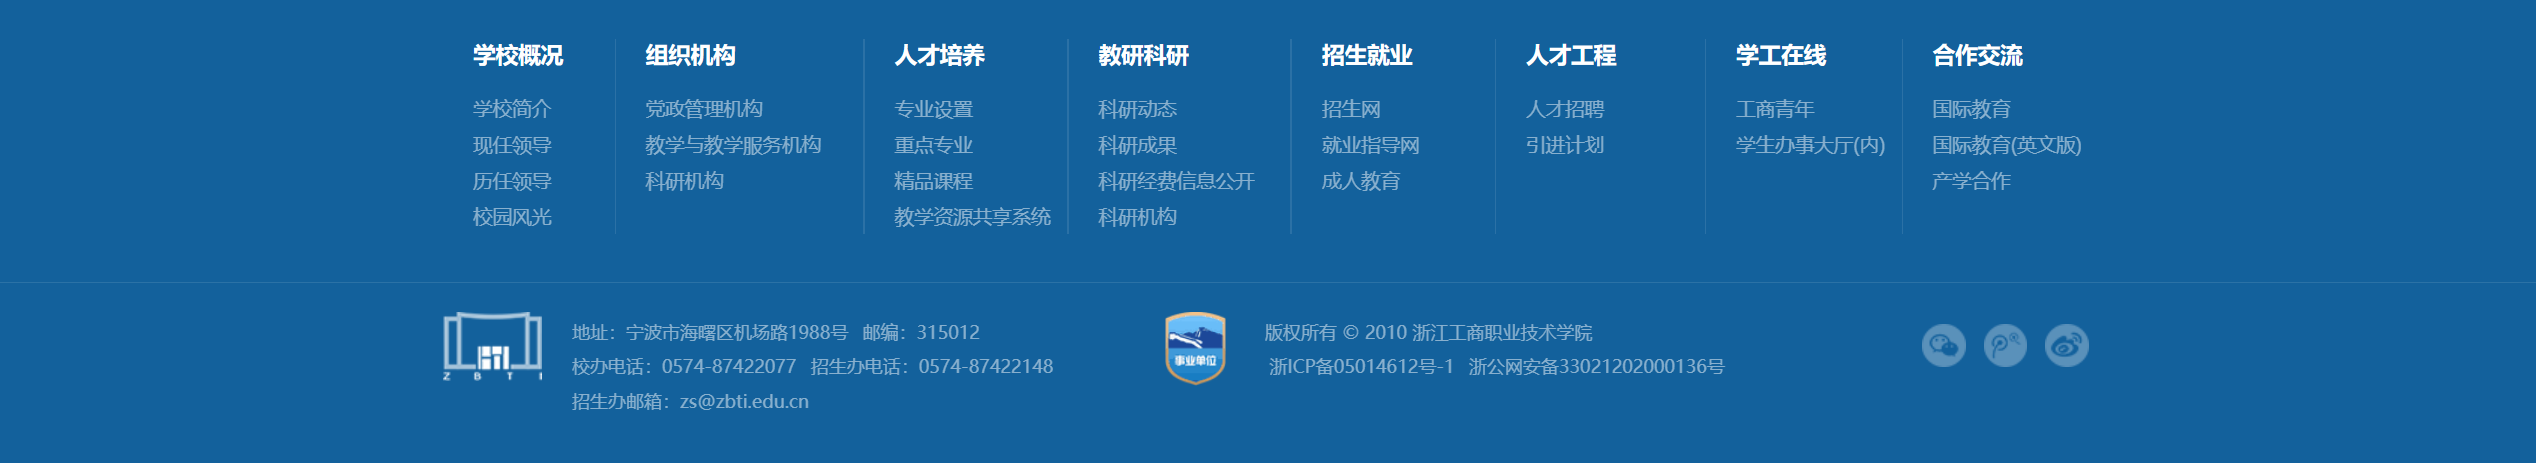 学校概况
学校简介
现任领导
历任领导
校园风光
组织机构
党政管理机构
教学与教学服务机构
科研机构
人才培养
专业设置
重点专业
精品课程
教学资源共享系统
教研科研
科研动态
科研成果
科研经费信息公开
科研机构
招生就业
招生网
就业指导网
成人教育
人才工程
人才招聘
引进计划
学工在线
工商青年
学生办事大厅(内)
合作交流
国际教育
国际教育(英文版)
产学合作
ZBTI
地址：宁波市海曙区机场路1988号 邮编：315012
校办电话：0574-87422077 招生办电话：0574-87422148
招生办邮箱：zs@zbti.edu.cn
事业单位
版权所有 © 2010 浙江工商职业技术学院
浙ICP备05014612号-1 浙公网安备33021202000136号